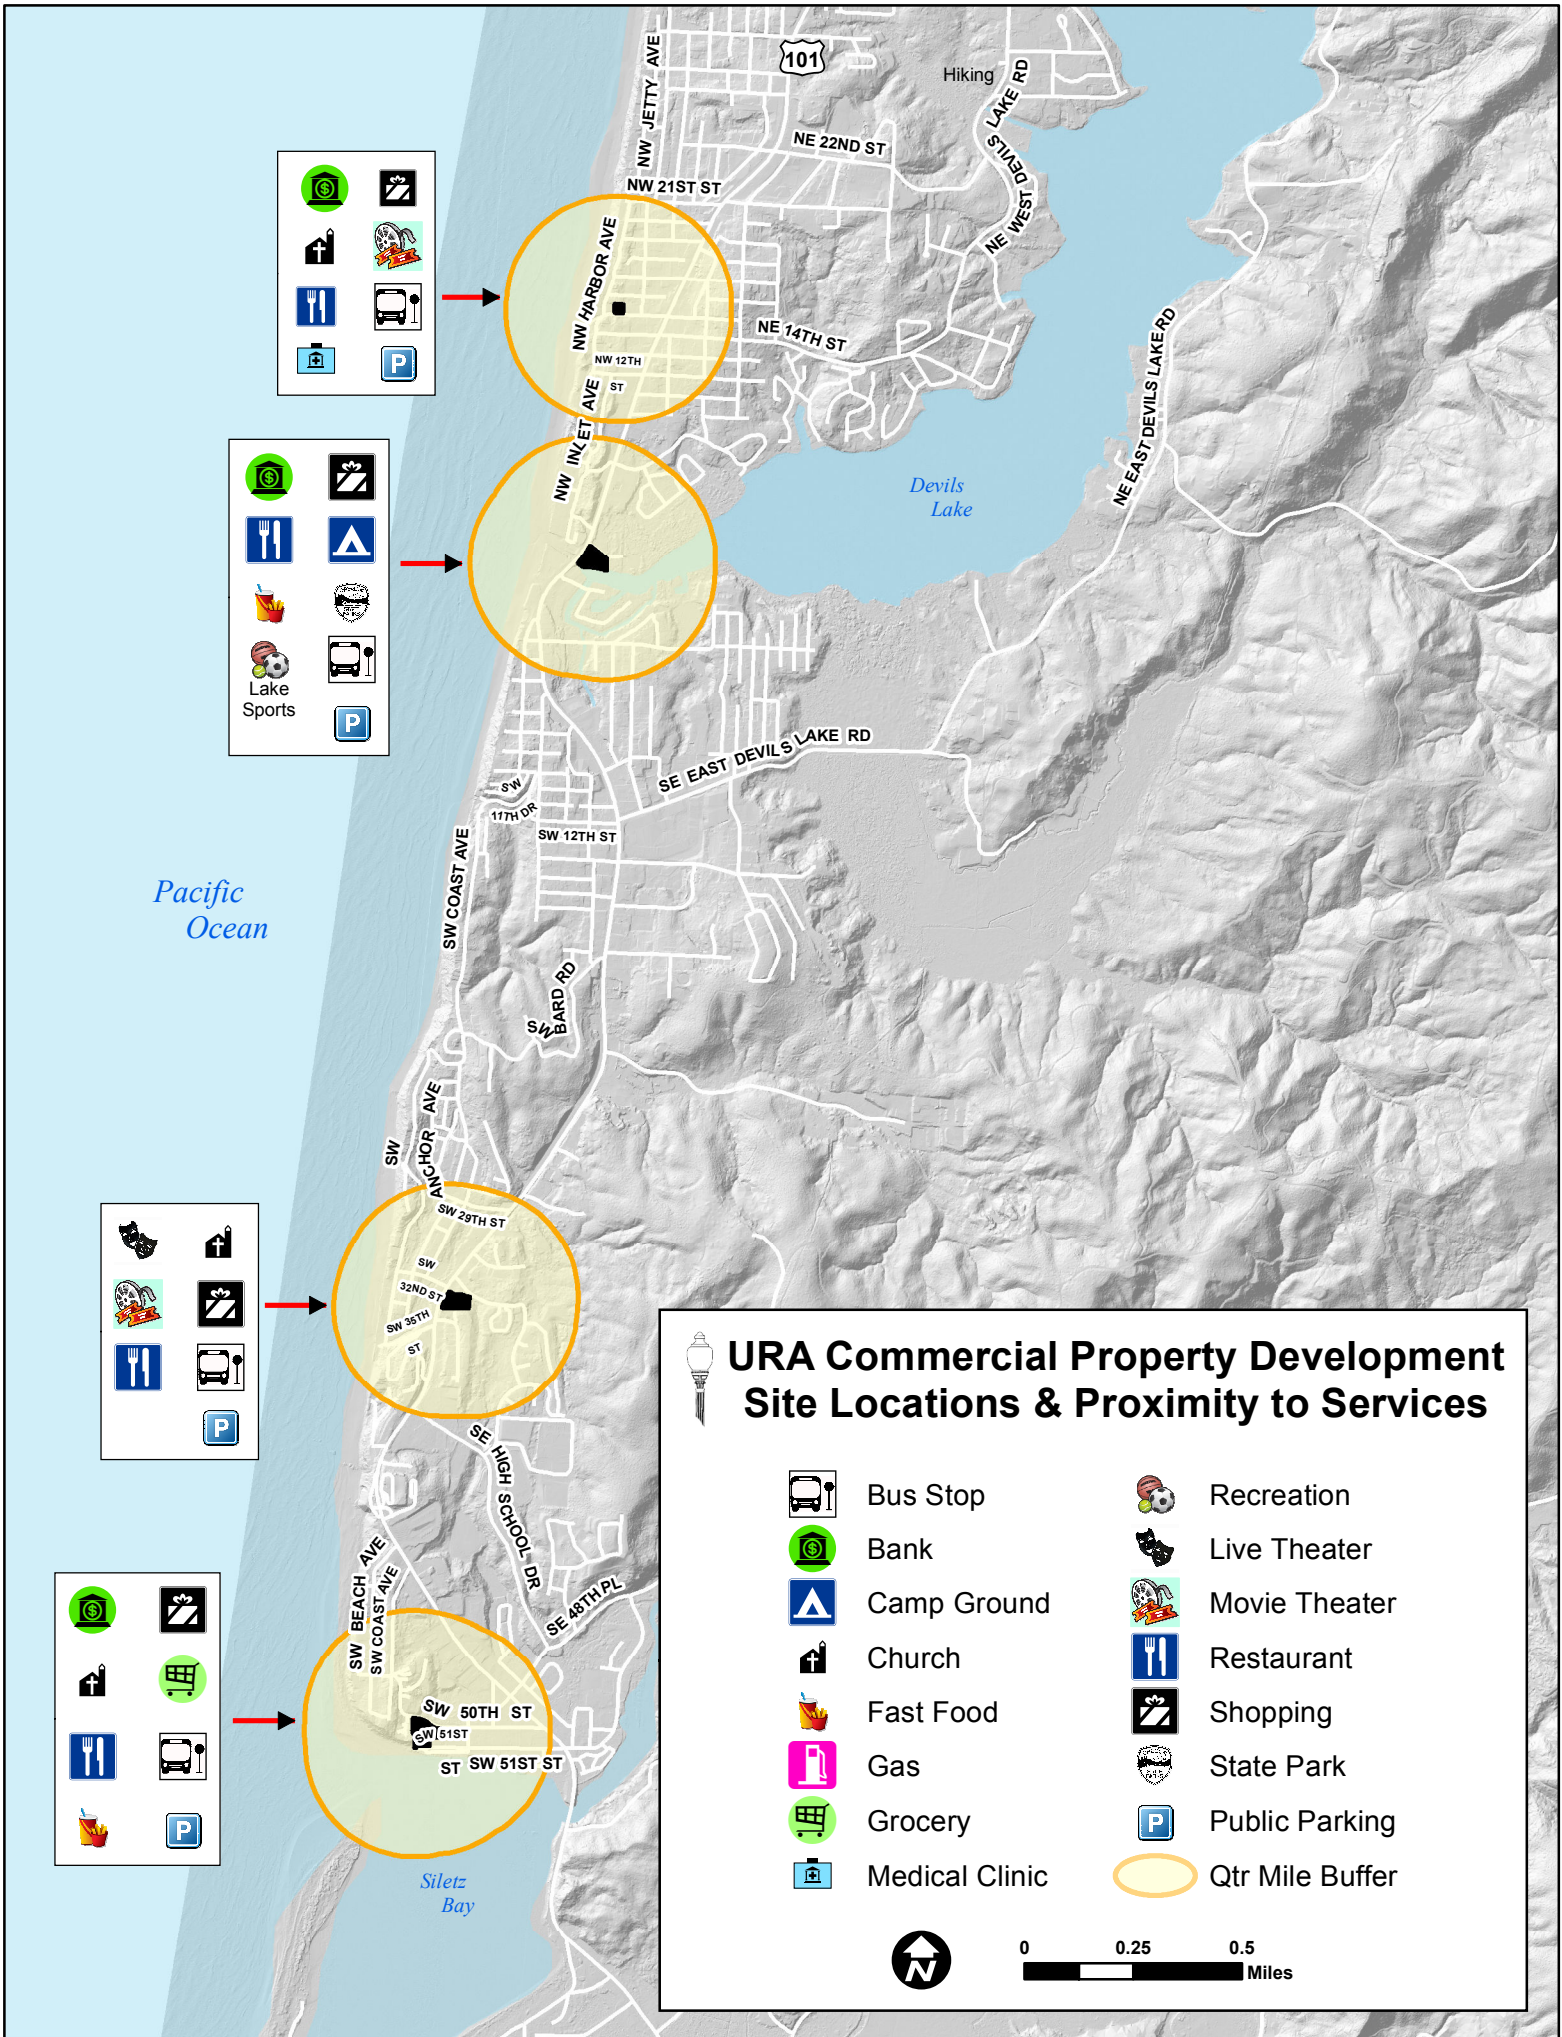 101
Hiking
NW JETTY AVE
NE 22ND ST
LAKE RD
NE WEST DEVILS
NW 21ST ST
NW HARBOR AVE
NE 14TH ST
NW 12TH
ST
NW INLET AVE
NE EAST DEVILS LAKE RD
Devils
Lake
Lake
Sports
SE EAST DEVILS LAKE RD
SW
11TH DR
SW 12TH ST
SW COAST AVE
Pacific
Ocean
SW
BARD RD
SW
ANCHOR AVE
SW 29TH ST
SW
32ND ST
SW 35TH
ST
SE HIGH SCHOOL DR
SE 48TH PL
SW BEACH AVE
SW COAST AVE
SW 50TH ST
SW 51ST
ST
SW 51ST ST
Siletz
Bay
URA Commercial Property Development
Site Locations & Proximity to Services
Bus Stop
Recreation
Bank
Live Theater
Camp Ground
Movie Theater
Church
Restaurant
Fast Food
Shopping
Gas
State Park
Grocery
P Public Parking
Medical Clinic
Qtr Mile Buffer
N
0 0.25 0.5
Miles
P
P
P
P